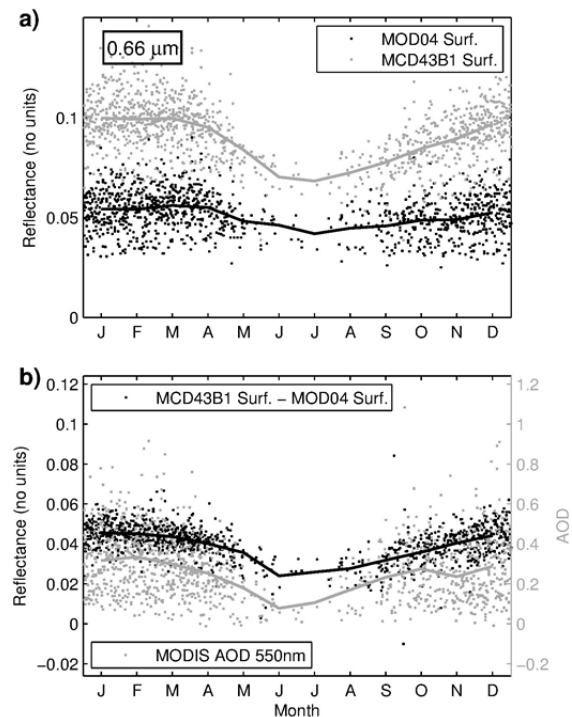 a)
0.66 μm
MOD04 Surf.
MCD43B1 Surf.
Reflectance (no units)
0.1
0.05
0
J F M A M J J A S O N D
b)
MCD43B1 Surf. − MOD04 Surf.
Reflectance (no units)
0.12
0.1
0.08
0.06
0.04
0.02
0
−0.02
1.2
1
0.8
0.6
0.4
0.2
0
−0.2
AOD
MODIS AOD 550nm
J F M A M J J A S O N D
Month